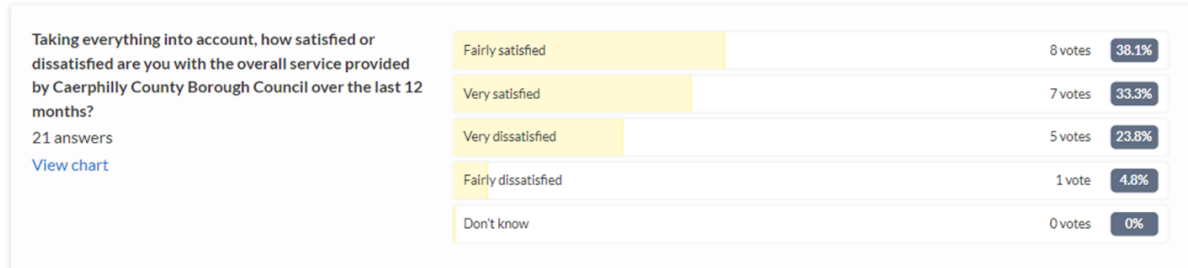 Taking everything into account, how satisfied or
dissatisfied are you with the overall service provided
by Caerphilly County Borough Council over the last 12
months?
21 answers
View chart
Fairly satisfied 8 votes 38.1%
Very satisfied 7 votes 33.3%
Very dissatisfied 5 votes 23.8%
Fairly dissatisfied 1 vote 4.8%
Don't know 0 votes 0%